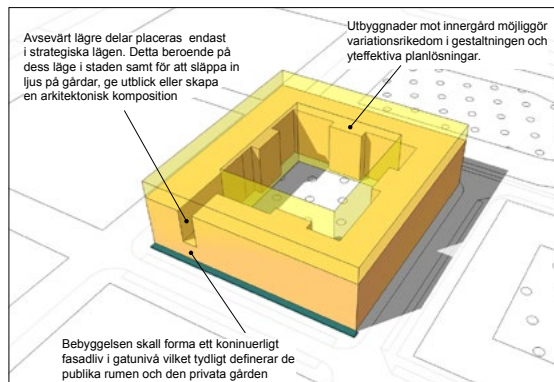 Avsevärt lägre delar placeras endast
i strategiska lägen. Detta beroende på
dess läge i staden samt för att släppa in
ljus på gårdar, ge utblick eller skapa
en arkitektonisk komposition
Utbyggnader mot innergård möjliggör
variationsrikedom i gestaltningen och
yteffektiva planlösningar.
Bebyggelsen skall forma ett koninuerligt
fasadliv i gatunivå vilket tydligt definerar de
publika rummen och den privata gården